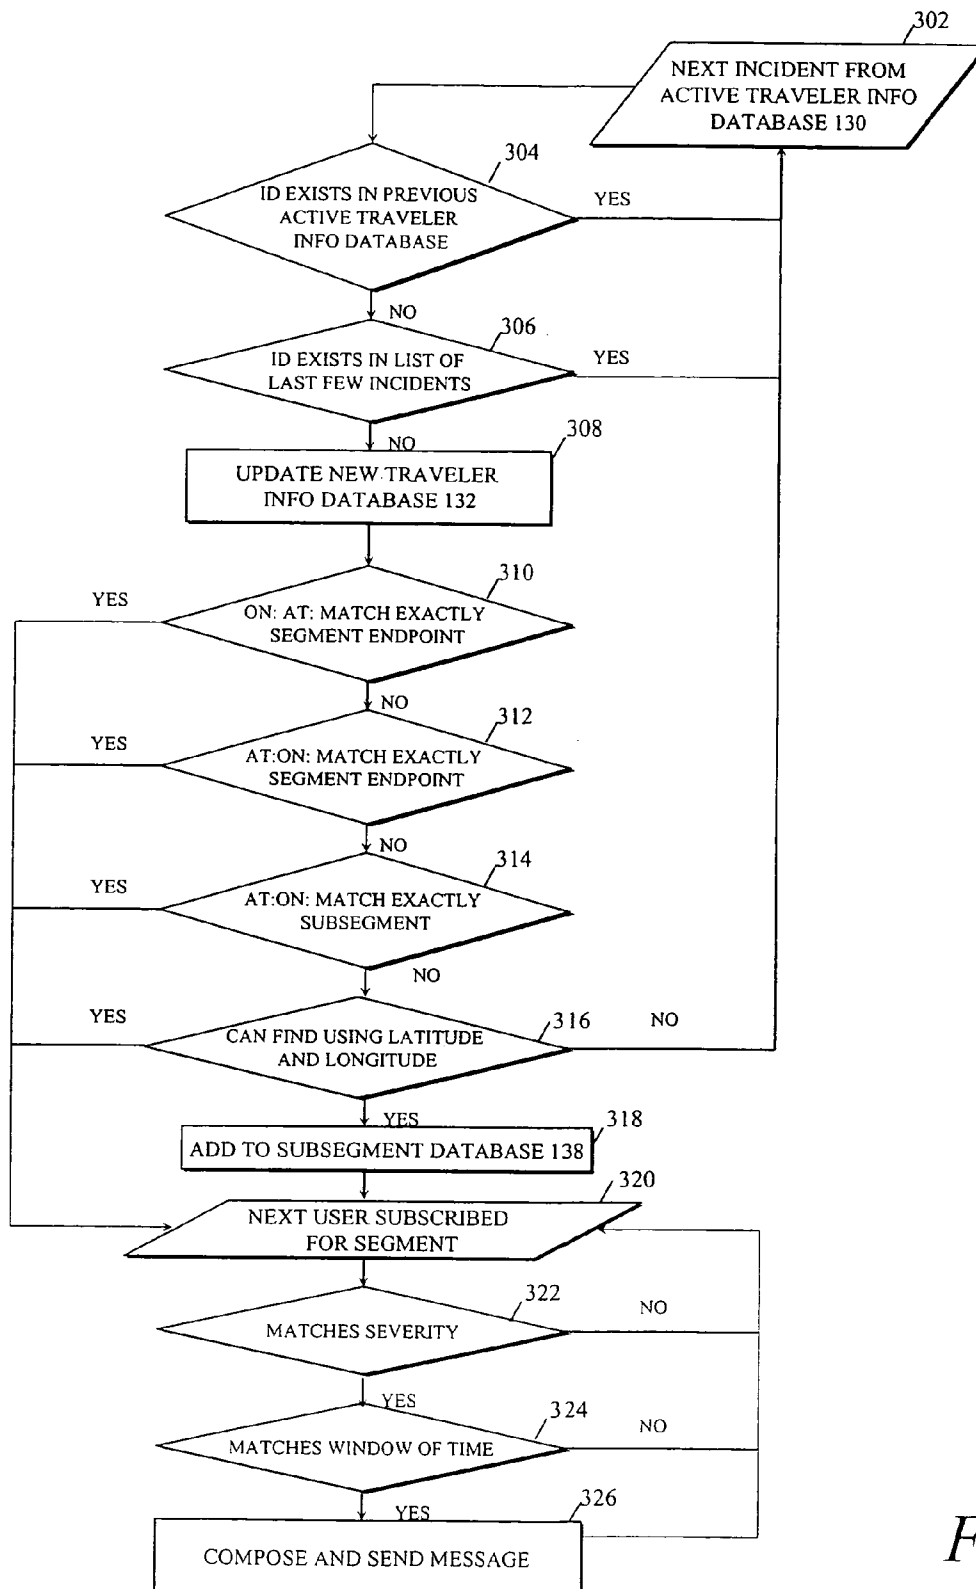 302
NEXT INCIDENT FROM
ACTIVE TRAVELER INFO
DATABASE 130
304
ID EXISTS IN PREVIOUS
ACTIVE TRAVELER
INFO DATABASE
YES
NO
306
ID EXISTS IN LIST OF
LAST FEW INCIDENTS
YES
NO
308
UPDATE NEW TRAVELER
INFO DATABASE 132
310
YES
ON: AT: MATCH EXACTLY
SEGMENT ENDPOINT
NO
312
YES
AT:ON: MATCH EXACTLY
SEGMENT ENDPOINT
NO
314
YES
AT:ON: MATCH EXACTLY
SUBSEGMENT
NO
YES
CAN FIND USING LATITUDE
AND LONGITUDE
316
NO
YES
318
ADD TO SUBSEGMENT DATABASE 138
320
NEXT USER SUBSCRIBED
FOR SEGMENT
322
MATCHES SEVERITY
NO
YES
324
MATCHES WINDOW OF TIME
NO
YES
326
COMPOSE AND SEND MESSAGE
F